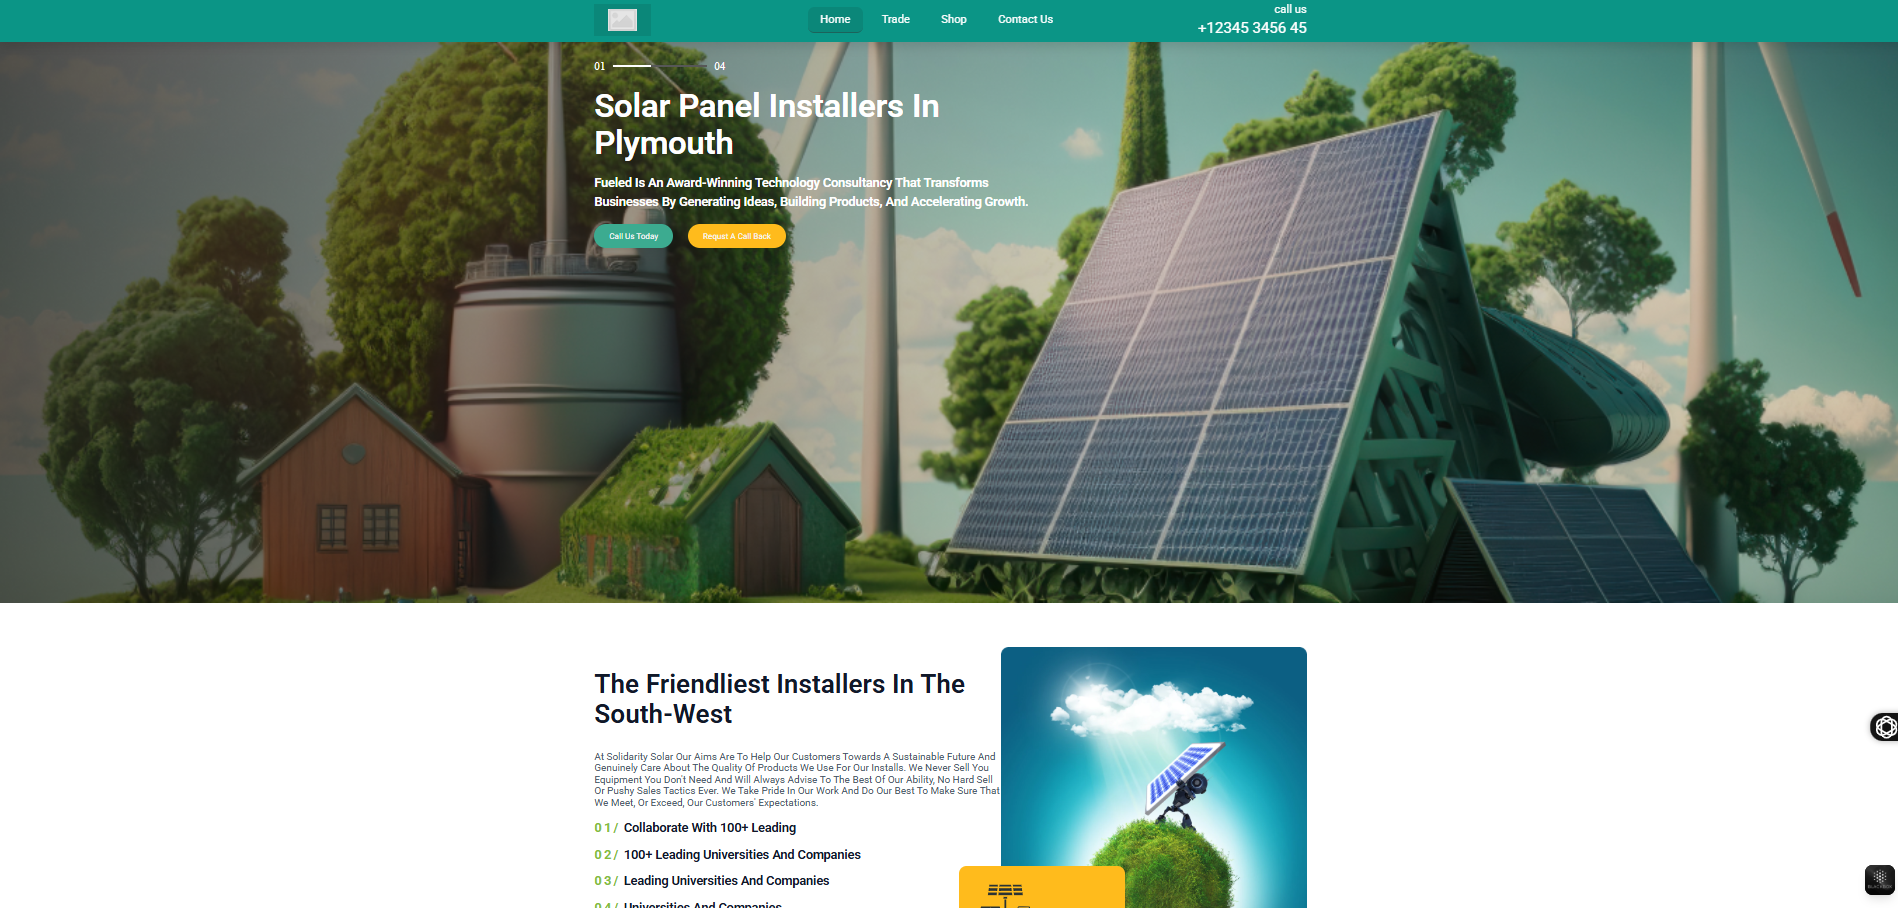 Home
Trade
Shop
Contact Us
call us
+12345 3456 45
01
04
Solar Panel Installers In
Plymouth
Fueled Is An Award-Winning Technology Consultancy That Transforms
Businesses By Generating Ideas, Building Products, And Accelerating Growth.
Call Us Today
Requst A Call Back
The Friendliest Installers In The
South-West
At Solidarity Solar Our Aims Are To Help Our Customers Towards A Sustainable Future And
Genuinely Care About The Quality Of Products We Use For Our Installs. We Never Sell You
Equipment You Don't Need And Will Always Advise To The Best Of Our Ability, No Hard Sell
Or Pushy Sales Tactics Ever. We Take Pride In Our Work And Do Our Best To Make Sure That
We Meet, Or Exceed, Our Customers' Expectations.
01/ Collaborate With 100+ Leading
02/ 100+ Leading Universities And Companies
03/ Leading Universities And Companies
04/ Universities And Companies